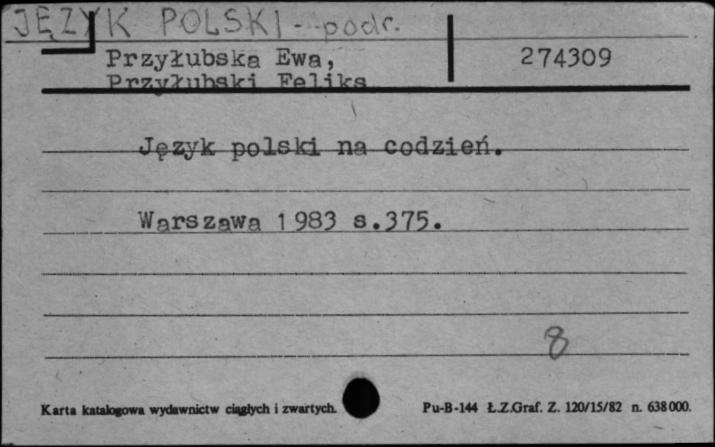 JĘZYK POLSKI - podr.
Przyłubska Ewa, 274309
Przyłubski Feliks
Język polski na codzień.
Warszawa 1983 s.375.
8
Karta katalogowa wydawnictw ciągłych i zwartych. Pu-B-144 Ł.Z.Graf. Z. 120/15/82 n. 638000.